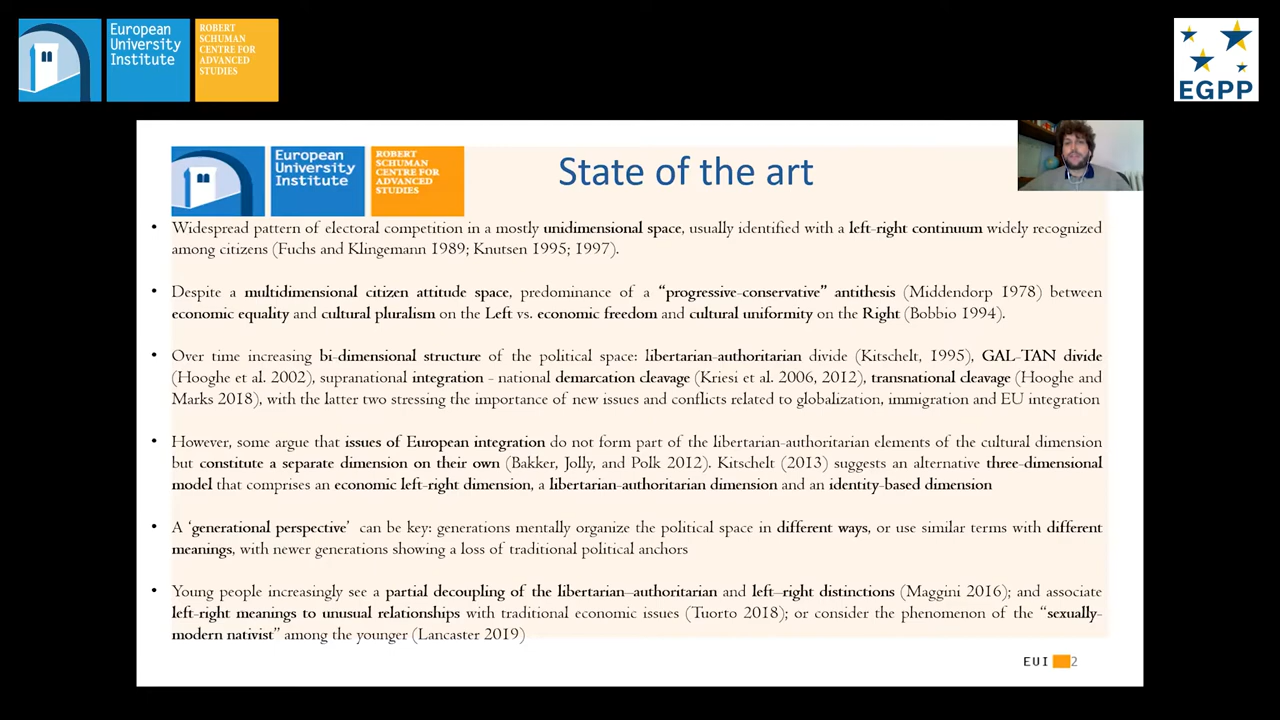 European
University
Institute
ROBERT
SCHUMAN
CENTRE FOR
ADVANCED
STUDIES
EGPP
European
University
Institute
ROBERT
SCHUMAN
CENTRE FOR
ADVANCED
STUDIES
State of the art
• Widespread pattern of electoral competition in a mostly unidimensional space, usually identified with a left-right continuum widely recognized
among citizens (Fuchs and Klingemann 1989; Knutsen 1995; 1997).
• Despite a multidimensional citizen attitude space, predominance of a “progressive-conservative” antithesis (Middendorp 1978) between
economic equality and cultural pluralism on the Left vs. economic freedom and cultural uniformity on the Right (Bobbio 1994).
• Over time increasing bi-dimensional structure of the political space: libertarian-authoritarian divide (Kitschelt, 1995), GAL-TAN divide
(Hooghe et al. 2002), supranational integration - national demarcation cleavage (Kriesi et al. 2006, 2012), transnational cleavage (Hooghe and
Marks 2018), with the latter two stressing the importance of new issues and conflicts related to globalization, immigration and EU integration
• However, some argue that issues of European integration do not form part of the libertarian-authoritarian elements of the cultural dimension
but constitute a separate dimension on their own (Bakker, Jolly, and Polk 2012). Kitschelt (2013) suggests an alternative three-dimensional
model that comprises an economic left-right dimension, a libertarian-authoritarian dimension and an identity-based dimension
• A ‘generational perspective’ can be key: generations mentally organize the political space in different ways, or use similar terms with different
meanings, with newer generations showing a loss of traditional political anchors
• Young people increasingly see a partial decoupling of the libertarian–authoritarian and left–right distinctions (Maggini 2016); and associate
left-right meanings to unusual relationships with traditional economic issues (Tuorto 2018); or consider the phenomenon of the “sexually-
modern nativist” among the younger (Lancaster 2019)
EUI 2